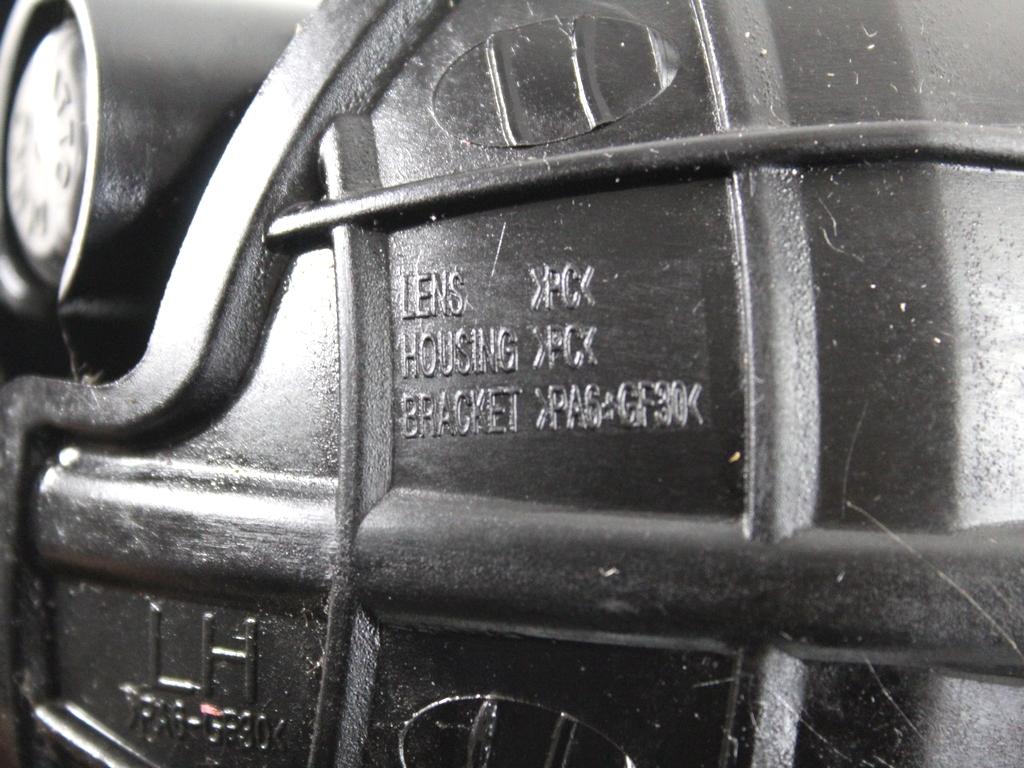 LENS >PC<
HOUSING >PC<
BRACKET >PA6+GF30<
LH
>PA6-GF30<